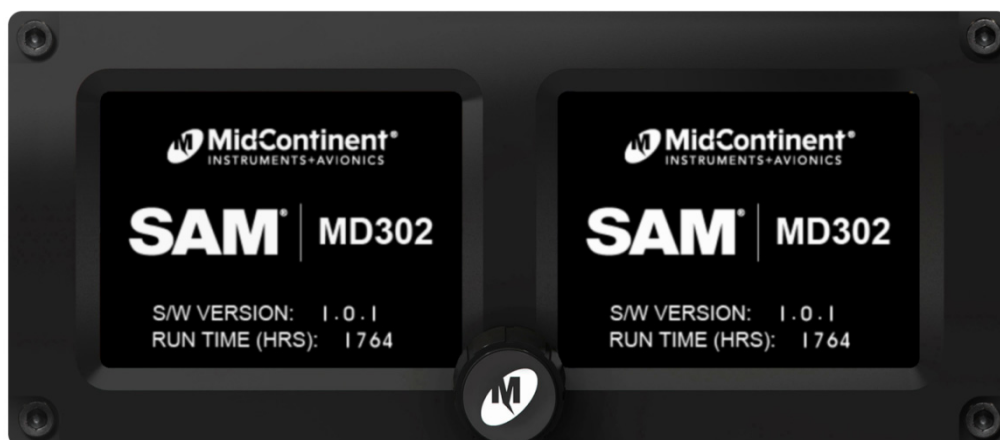 MidContinent®
INSTRUMENTS+AVIONICS
SAM® | MD302
S/W VERSION: 1.0.1
RUN TIME (HRS): 1764
MidContinent®
INSTRUMENTS+AVIONICS
SAM® | MD302
S/W VERSION: 1.0.1
RUN TIME (HRS): 1764
M